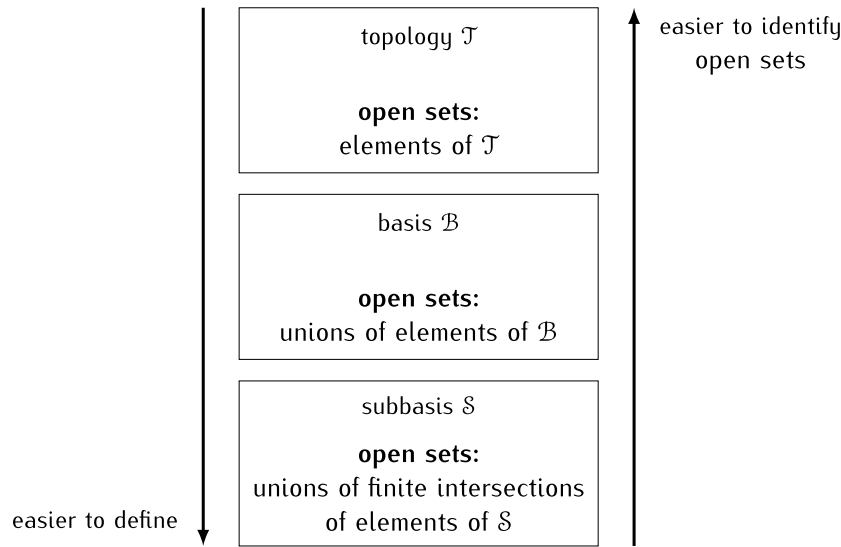 topology 𝒯
easier to identify
open sets
open sets:
elements of 𝒯
basis ℬ
open sets:
unions of elements of ℬ
subbasis 𝒮
open sets:
unions of finite intersections
of elements of 𝒮
easier to define